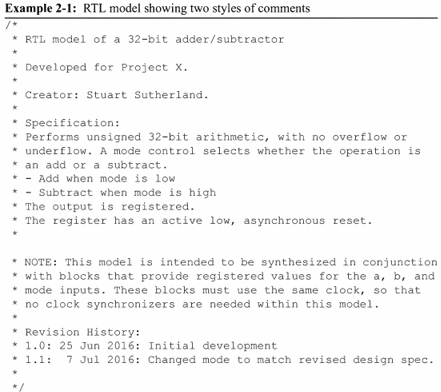 Example 2-1: RTL model showing two styles of comments
/*
* RTL model of a 32-bit adder/subtractor
*
* Developed for Project X.
*
* Creator: Stuart Sutherland.
*
* Specification:
* Performs unsigned 32-bit arithmetic, with no overflow or
* underflow. A mode control selects whether the operation is
* an add or a subtract.
* - Add when mode is low
* - Subtract when mode is high
* The output is registered.
* The register has an active low, asynchronous reset.
*
* NOTE: This model is intended to be synthesized in conjunction
* with blocks that provide registered values for the a, b, and
* mode inputs. These blocks must use the same clock, so that
* no clock synchronizers are needed within this model.
*
* Revision History:
* 1.0: 25 Jun 2016: Initial development
* 1.1: 7 Jul 2016: Changed mode to match revised design spec.
*
*/